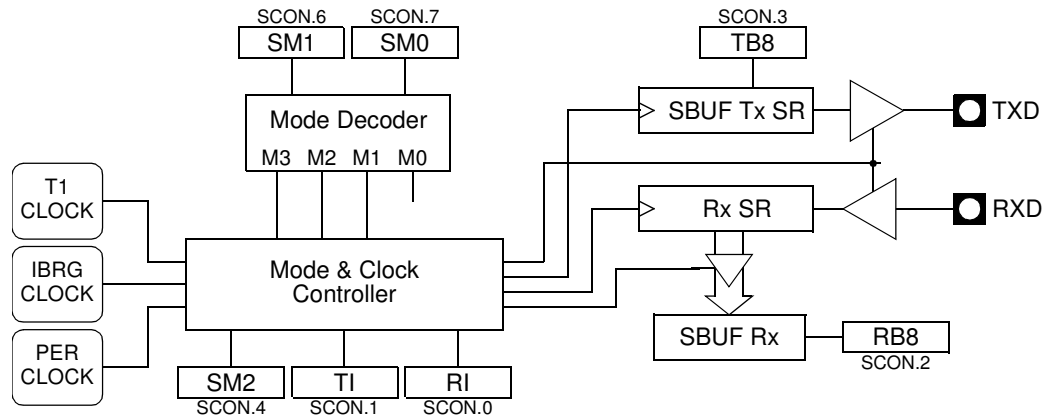 SCON.6 SCON.7
SM1 SM0
SCON.3
TB8
Mode Decoder
M3 M2 M1 M0
SBUF Tx SR
TXD
T1
CLOCK
Rx SR
RXD
IBRG
CLOCK
Mode & Clock
Controller
PER
CLOCK
SBUF Rx
RB8
SCON.2
SM2 TI RI
SCON.4 SCON.1 SCON.0